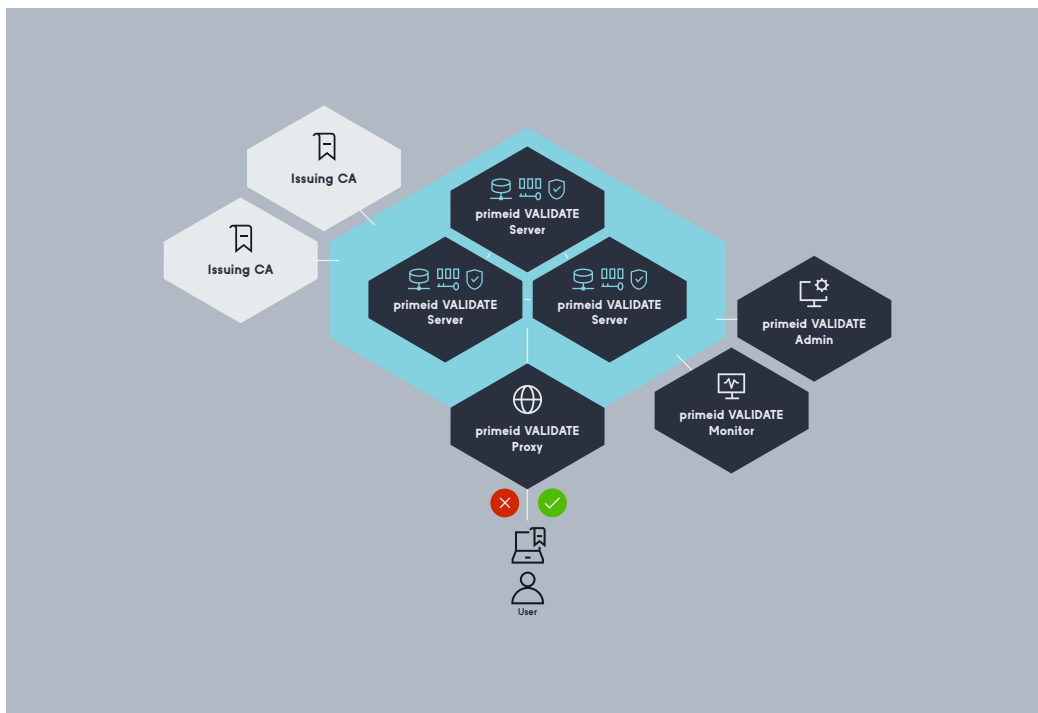 Issuing CA
Issuing CA
primeid VALIDATE
Server
primeid VALIDATE
Server
primeid VALIDATE
Server
primeid VALIDATE
Admin
primeid VALIDATE
Monitor
primeid VALIDATE
Proxy
User